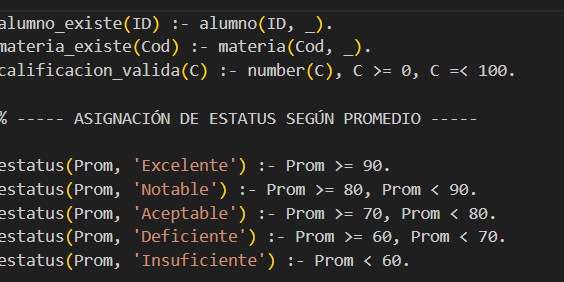 alumno_existe(ID) :- alumno(ID, _).
materia_existe(Cod) :- materia(Cod, _).
calificacion_valida(C) :- number(C), C >= 0, C =< 100.
% ----- ASIGNACIÓN DE ESTATUS SEGÚN PROMEDIO -----
estatus(Prom, 'Excelente') :- Prom >= 90.
estatus(Prom, 'Notable') :- Prom >= 80, Prom < 90.
estatus(Prom, 'Aceptable') :- Prom >= 70, Prom < 80.
estatus(Prom, 'Deficiente') :- Prom >= 60, Prom < 70.
estatus(Prom, 'Insuficiente') :- Prom < 60.